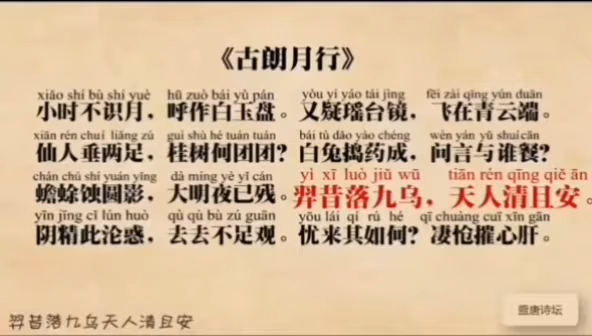 《古朗月行》
xiǎo shí bù shí yuè  hū zuò bái yù pán  yòu yí yáo tái jìng  fēi zài qīng yún duān
小时不识月，呼作白玉盘。又疑瑶台镜，飞在青云端。
xiān rén chuí liǎng zú  guì shù hé tuán tuán  bái tù dǎo yào chéng  wèn yán yǔ shuí cān
仙人垂两足，桂树何团团？白兔捣药成，问言与谁餐？
chán chú shí yuán yǐng  dà míng yè yǐ cán  yì xī luò jiǔ wū  tiān rén qīng qiě ān
蟾蜍蚀圆影，大明夜已残。羿昔落九乌，天人清且安。
yīn jīng cǐ lún huò  qù qù bù zú guān  yōu lái qí rú hé  qī chuàng cuī xīn gān
阴精此沦惑，去去不足观。忧来其如何？凄怆摧心肝。
羿昔落九乌天人清且安
盛唐诗坛